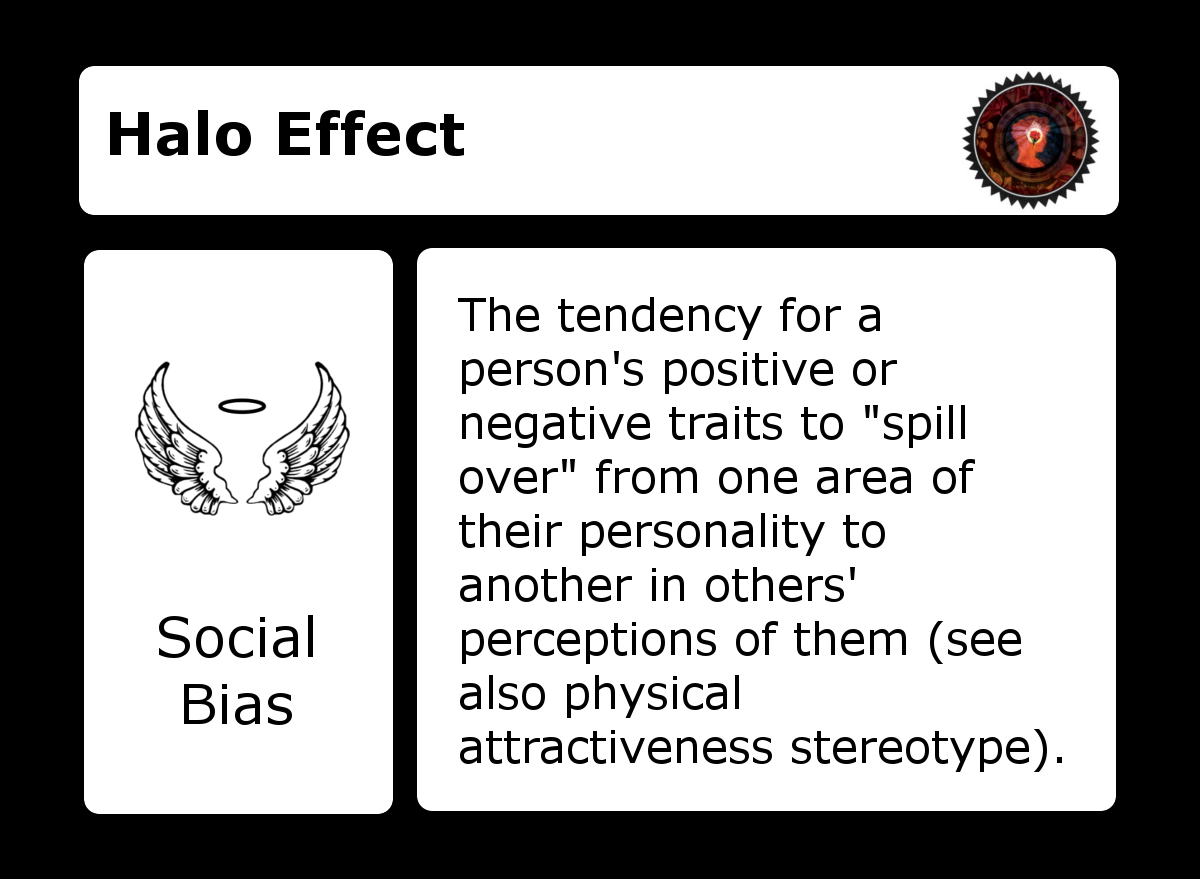 Halo Effect
Social
Bias
The tendency for a
person's positive or
negative traits to "spill
over" from one area of
their personality to
another in others'
perceptions of them (see
also physical
attractiveness stereotype).